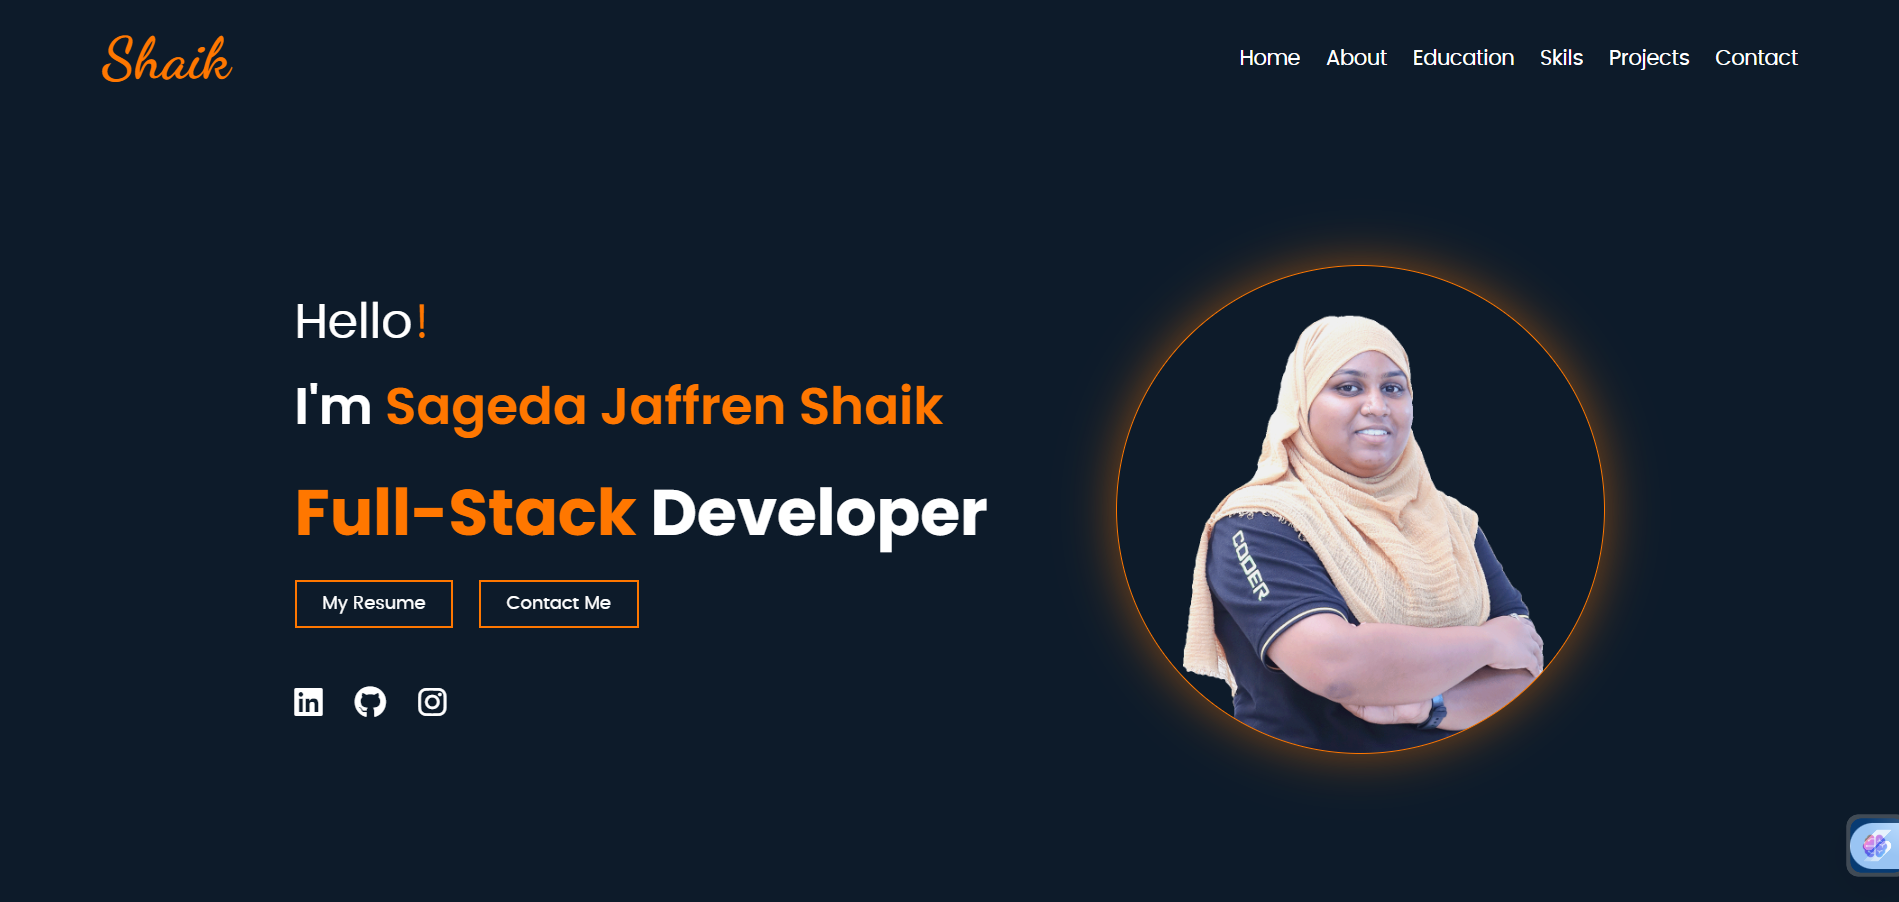 Shaik
Home About Education Skils Projects Contact
Hello!
I'm Sageda Jaffren Shaik
Full-Stack Developer
My Resume Contact Me
in
CODER